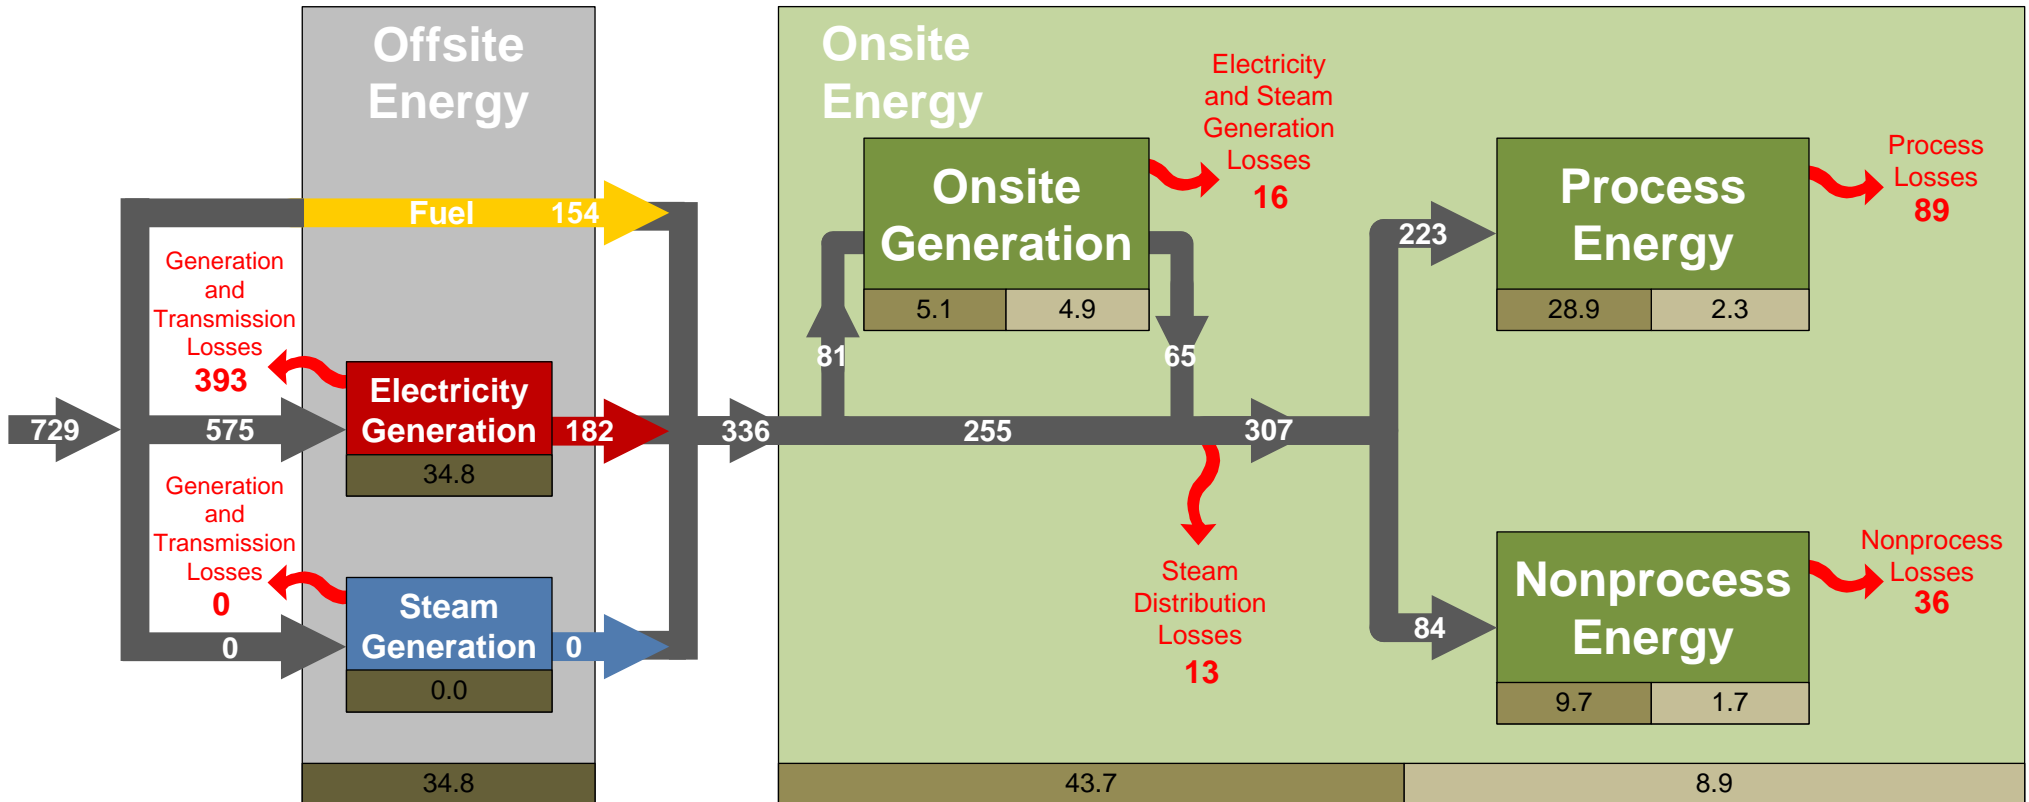 Offsite
Energy
Onsite
Energy
Electricity
and Steam
Generation
Losses
16
Onsite
Generation
5.1
4.9
Process
Energy
28.9
2.3
Process
Losses
89
Fuel
154
Generation
and
Transmission
Losses
393
223
81
65
Electricity
Generation
34.8
729
575
182
336
255
307
Generation
and
Transmission
Losses
0
Steam
Generation
0.0
0
0
Steam
Distribution
Losses
13
84
Nonprocess
Energy
9.7
1.7
Nonprocess
Losses
36
34.8
43.7
8.9